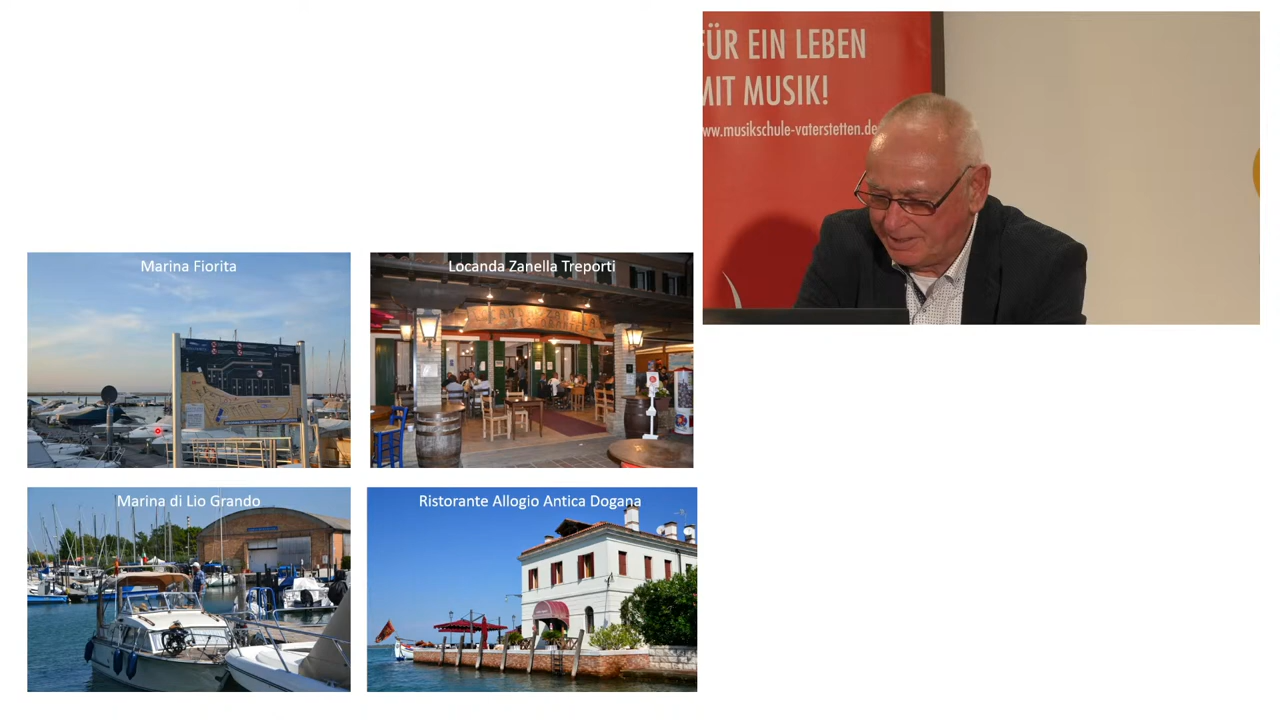 FÜR EIN LEBEN
MIT MUSIK!
www.musikschule-vaterstetten.de
Marina Fiorita
Locanda Zanella Treporti
Marina di Lio Grando
Ristorante Allogio Antica Dogana